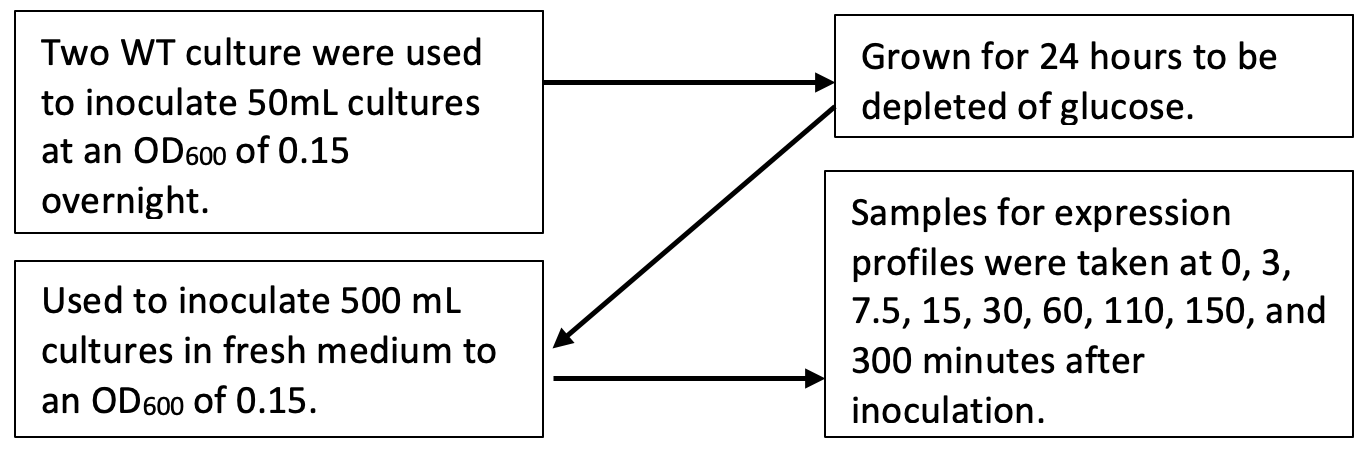 Two WT culture were used
to inoculate 50mL cultures
at an OD600 of 0.15
overnight.
Grown for 24 hours to be
depleted of glucose.
Used to inoculate 500 mL
cultures in fresh medium to
an OD600 of 0.15.
Samples for expression
profiles were taken at 0, 3,
7.5, 15, 30, 60, 110, 150, and
300 minutes after
inoculation.